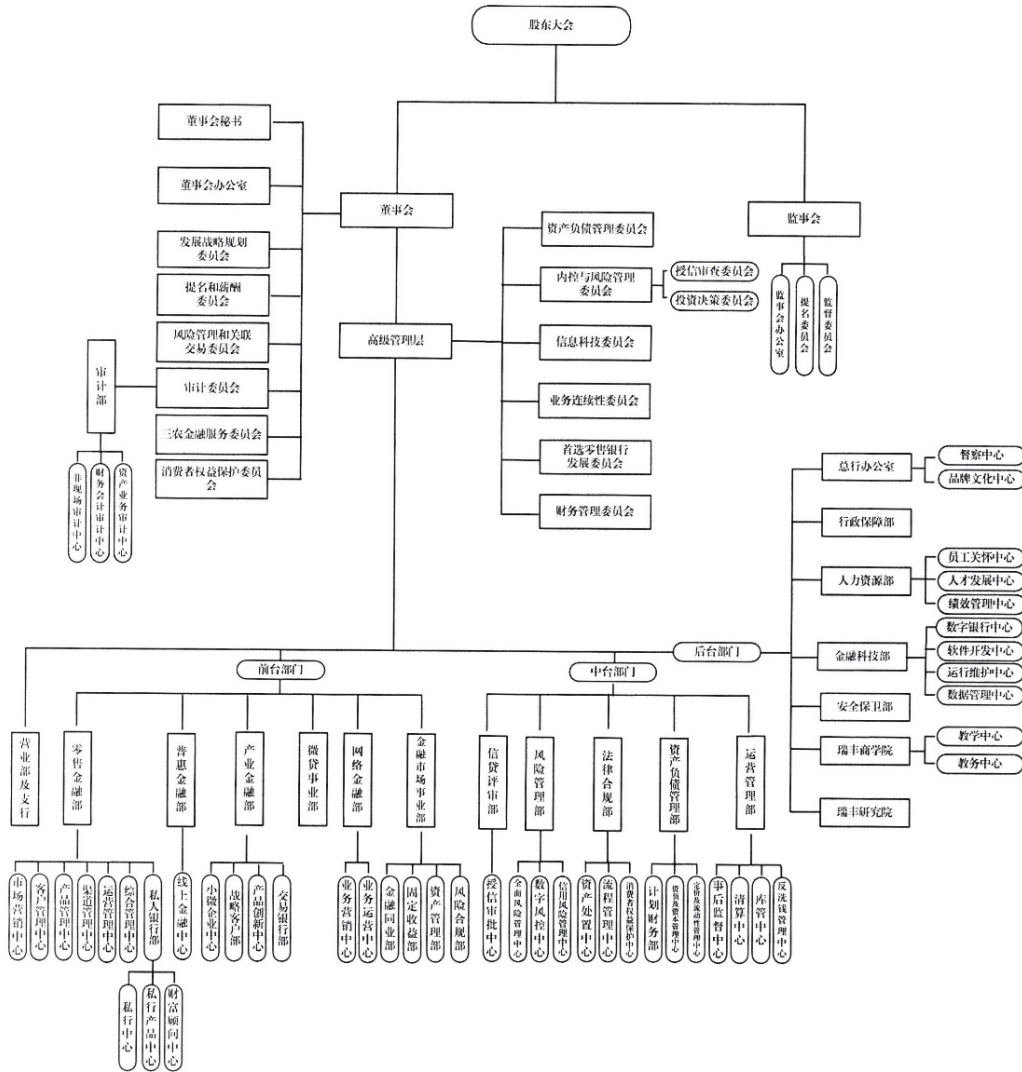 股东大会
董事会秘书
董事会办公室
董事会
监事会
发展战略规划
委员会
提名和薪酬
委员会
风险管理和关联
交易委员会
审计委员会
三农金融服务委员会
消费者权益保护委员
会
审计部
非现场审计中心
财务会计审计中心
资产业务审计中心
高级管理层
资产负债管理委员会
内控与风险管理
委员会
授信审查委员会
投资决策委员会
信息科技委员会
业务连续性委员会
首选零售银行
发展委员会
财务管理委员会
监事会办公室
提名委员会
监督委员会
总行办公室
督察中心
品牌文化中心
行政保障部
人力资源部
员工关怀中心
人才发展中心
绩效管理中心
金融科技部
数字银行中心
软件开发中心
运行维护中心
数据管理中心
安全保卫部
瑞丰商学院
教学中心
教务中心
瑞丰研究院
后台部门
前台部门
中台部门
营业部及支行
零售金融部
普惠金融部
产业金融部
微贷事业部
网络金融部
金融市场事业部
信贷评审部
风险管理部
法律合规部
资产负债管理部
运营管理部
市场营销中心
客户管理中心
产品管理中心
渠道管理中心
运营管理中心
综合管理中心
私人银行部
线上金融中心
小微企业中心
战略客户部
产品创新中心
交易银行部
业务营销中心
业务运营中心
金融同业部
固定收益部
资产管理部
风险合规部
授信审批中心
全面风险管理中心
数字风控中心
信用风险管理中心
资产处置中心
流程管理中心
消费者权益保护中心
计划财务部
资负及资本管理中心
定价及流动性管理中心
事后监督中心
清算中心
库管中心
反洗钱管理中心
私行中心
私行产品中心
财富顾问中心